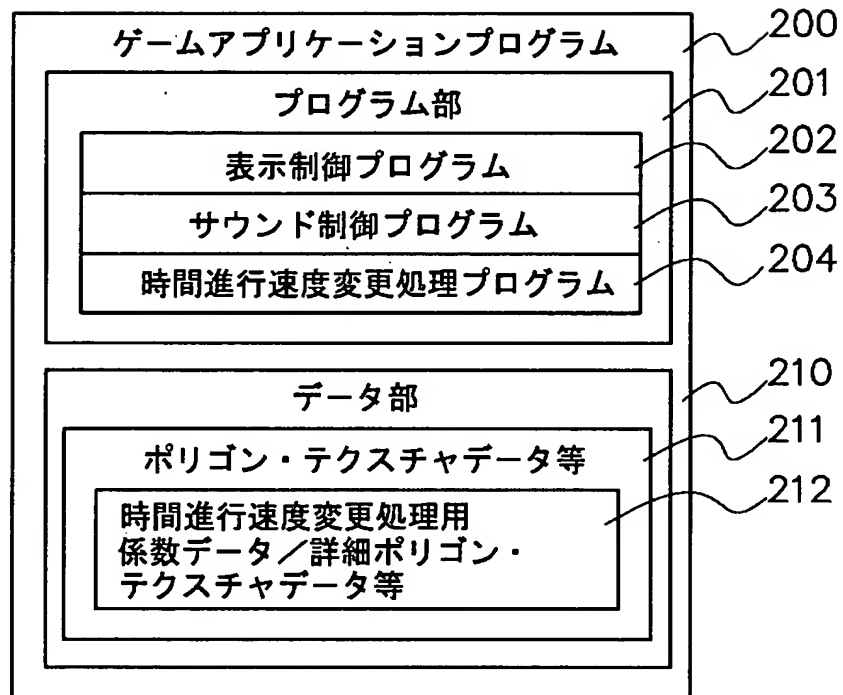 ゲームアプリケーションプログラム
200
プログラム部
201
表示制御プログラム
202
サウンド制御プログラム
203
時間進行速度変更処理プログラム
204
データ部
210
ポリゴン・テクスチャデータ等
211
時間進行速度変更処理用
係数データ／詳細ポリゴン・
テクスチャデータ等
212